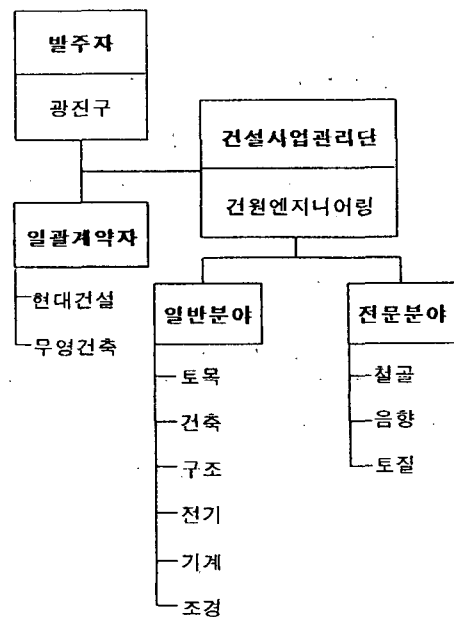 발주자
광진구
건설사업관리단
건원엔지니어링
일괄계약자
현대건설
무영건축
일반분야
토목
건축
구조
전기
기계
조경
전문분야
철골
음향
토질